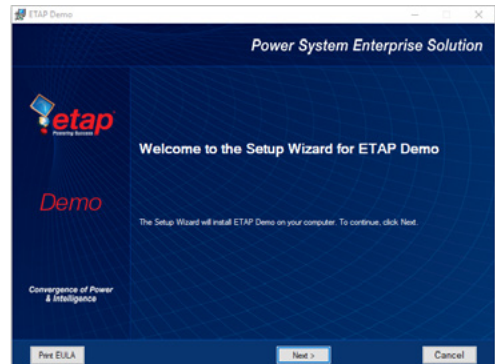 ETAP Demo
Power System Enterprise Solution
etap
Powering Success
Welcome to the Setup Wizard for ETAP Demo
Demo
The Setup Wizard will install ETAP Demo on your computer. To continue, click Next.
Convergence of Power
& Intelligence
Print EULA
Next >
Cancel